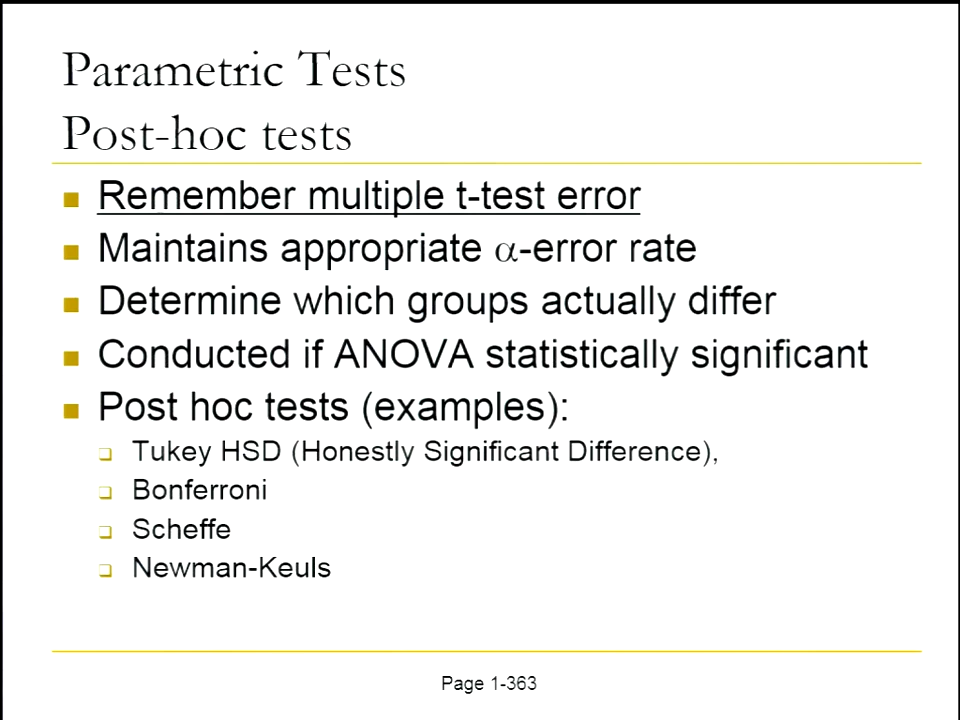 Parametric Tests
Post-hoc tests
Remember multiple t-test error
Maintains appropriate α-error rate
Determine which groups actually differ
Conducted if ANOVA statistically significant
Post hoc tests (examples):
Tukey HSD (Honestly Significant Difference),
Bonferroni
Scheffe
Newman-Keuls
Page 1-363